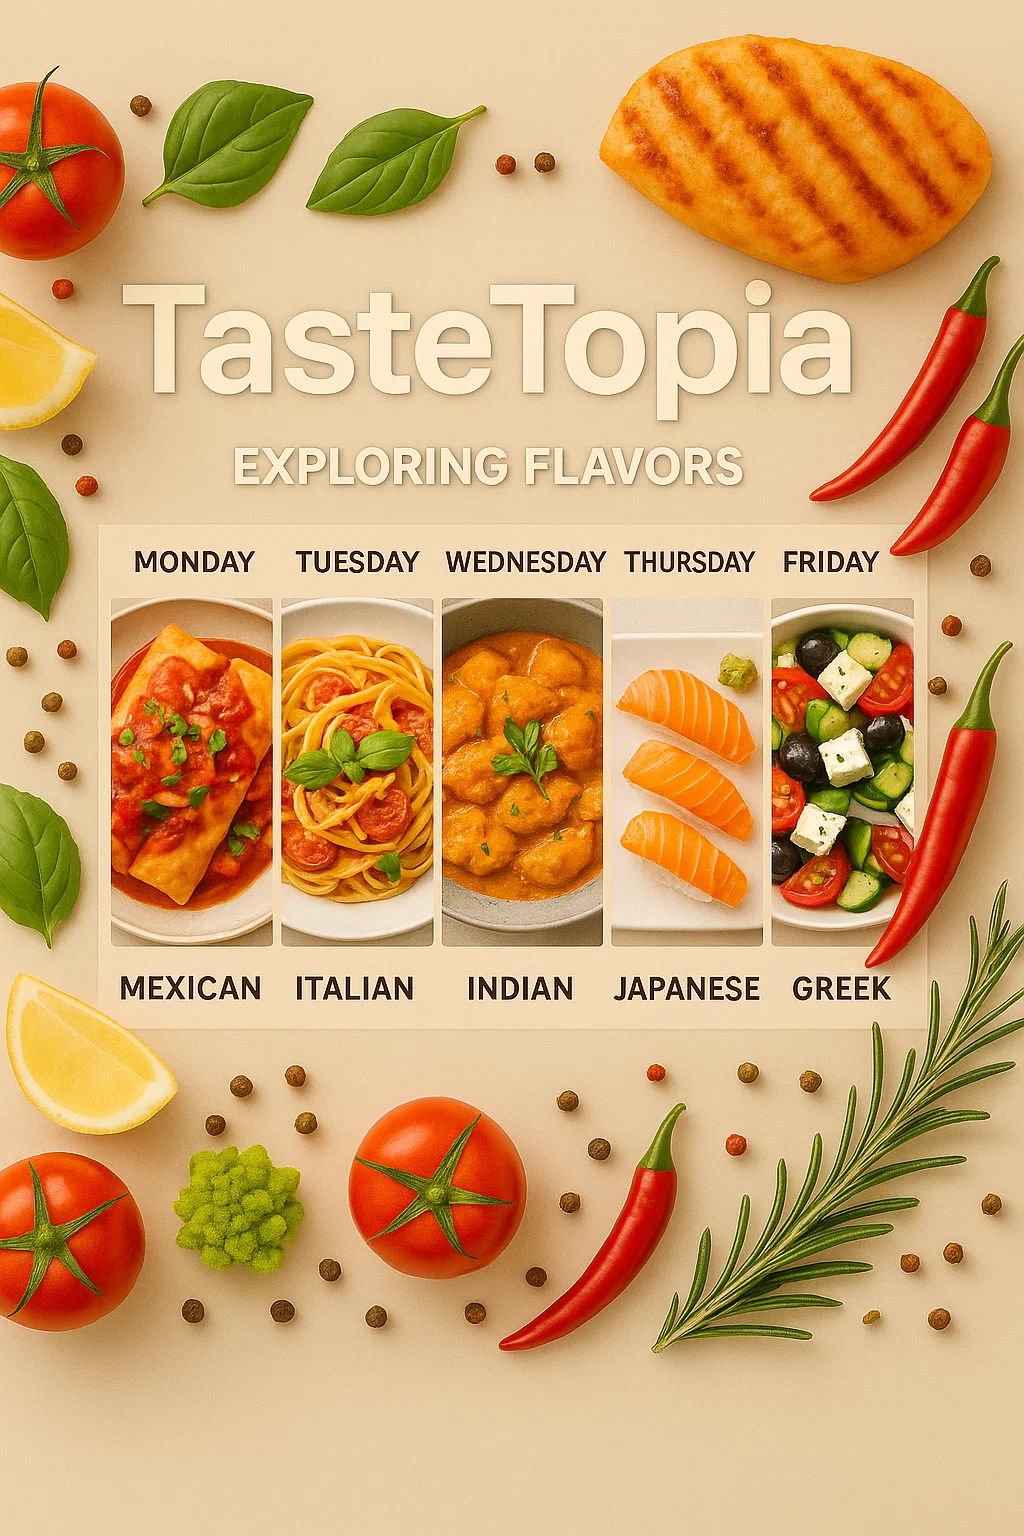 TasteTopia
EXPLORING FLAVORS
MONDAY TUESDAY WEDNESDAY THURSDAY FRIDAY
MEXICAN ITALIAN INDIAN JAPANESE GREEK